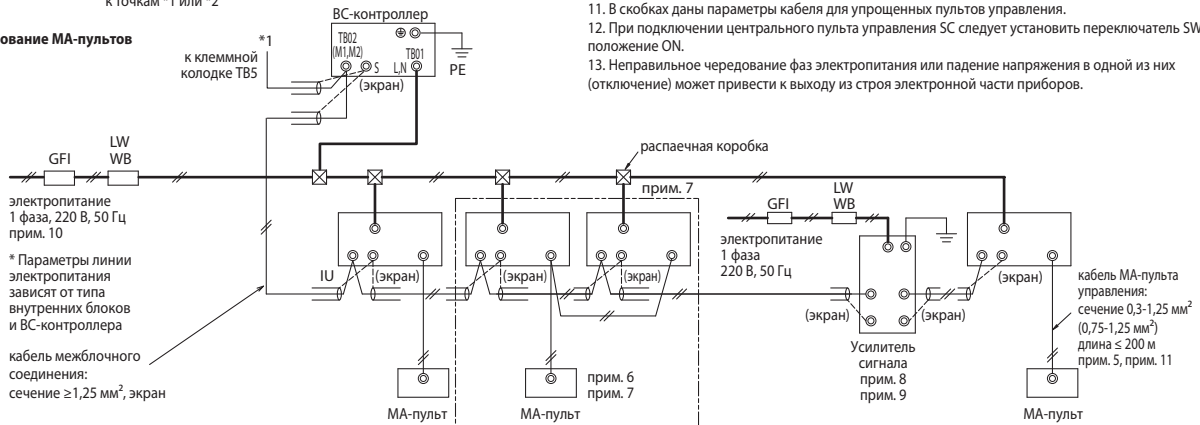 к точкам *1 или *2
ование МА-пультов
*1
к клеммной
колодке TB5
BC-контроллер
TB02
(M1,M2)
S
L,N
TB01
(экран)
PE
11. В скобках даны параметры кабеля для упрощенных пультов управления.
12. При подключении центрального пульта управления SC следует установить переключатель SW
положение ON.
13. Неправильное чередование фаз электропитания или падение напряжения в одной из них
(отключение) может привести к выходу из строя электронной части приборов.
GFI
LW
WB
распаечная коробка
прим. 7
электропитание
1 фаза, 220 В, 50 Гц
прим. 10
* Параметры линии
электропитания
зависят от типа
внутренних блоков
и BC-контроллера
кабель межблочного
соединения:
сечение ≥1,25 мм², экран
IU
(экран)
(экран)
(экран)
GFI
LW
WB
электропитание
1 фаза
220 В, 50 Гц
(экран)
(экран)
(экран)
Усилитель
сигнала
прим. 8
прим. 9
кабель МА-пульта
управления:
сечение 0,3-1,25 мм²
(0,75-1,25 мм²)
длина ≤ 200 м
прим. 5, прим. 11
МА-пульт
прим. 6
прим. 7
МА-пульт
МА-пульт